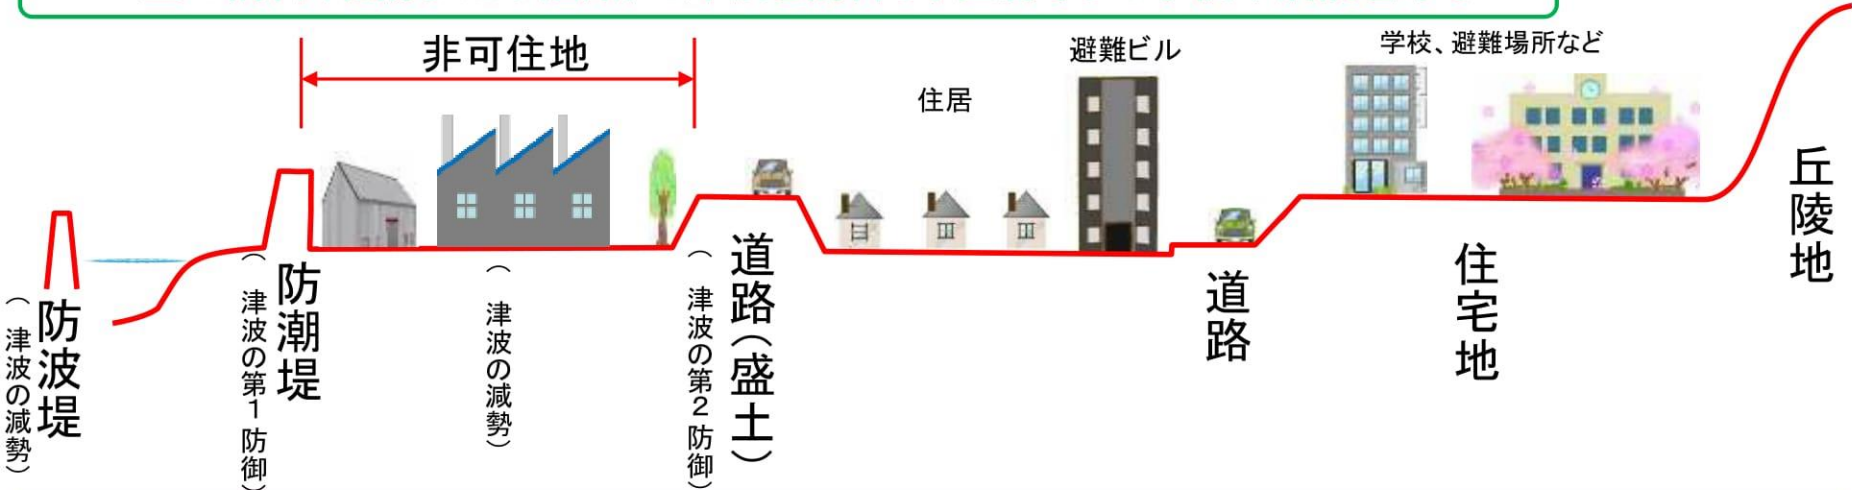 非可住地
避難ビル
学校、避難場所など
住居
防波堤
（津波の減勢）
防潮堤
（津波の第１防御）
（津波の減勢）
道路（盛土）
（津波の第２防御）
道路
住宅地
丘陵地